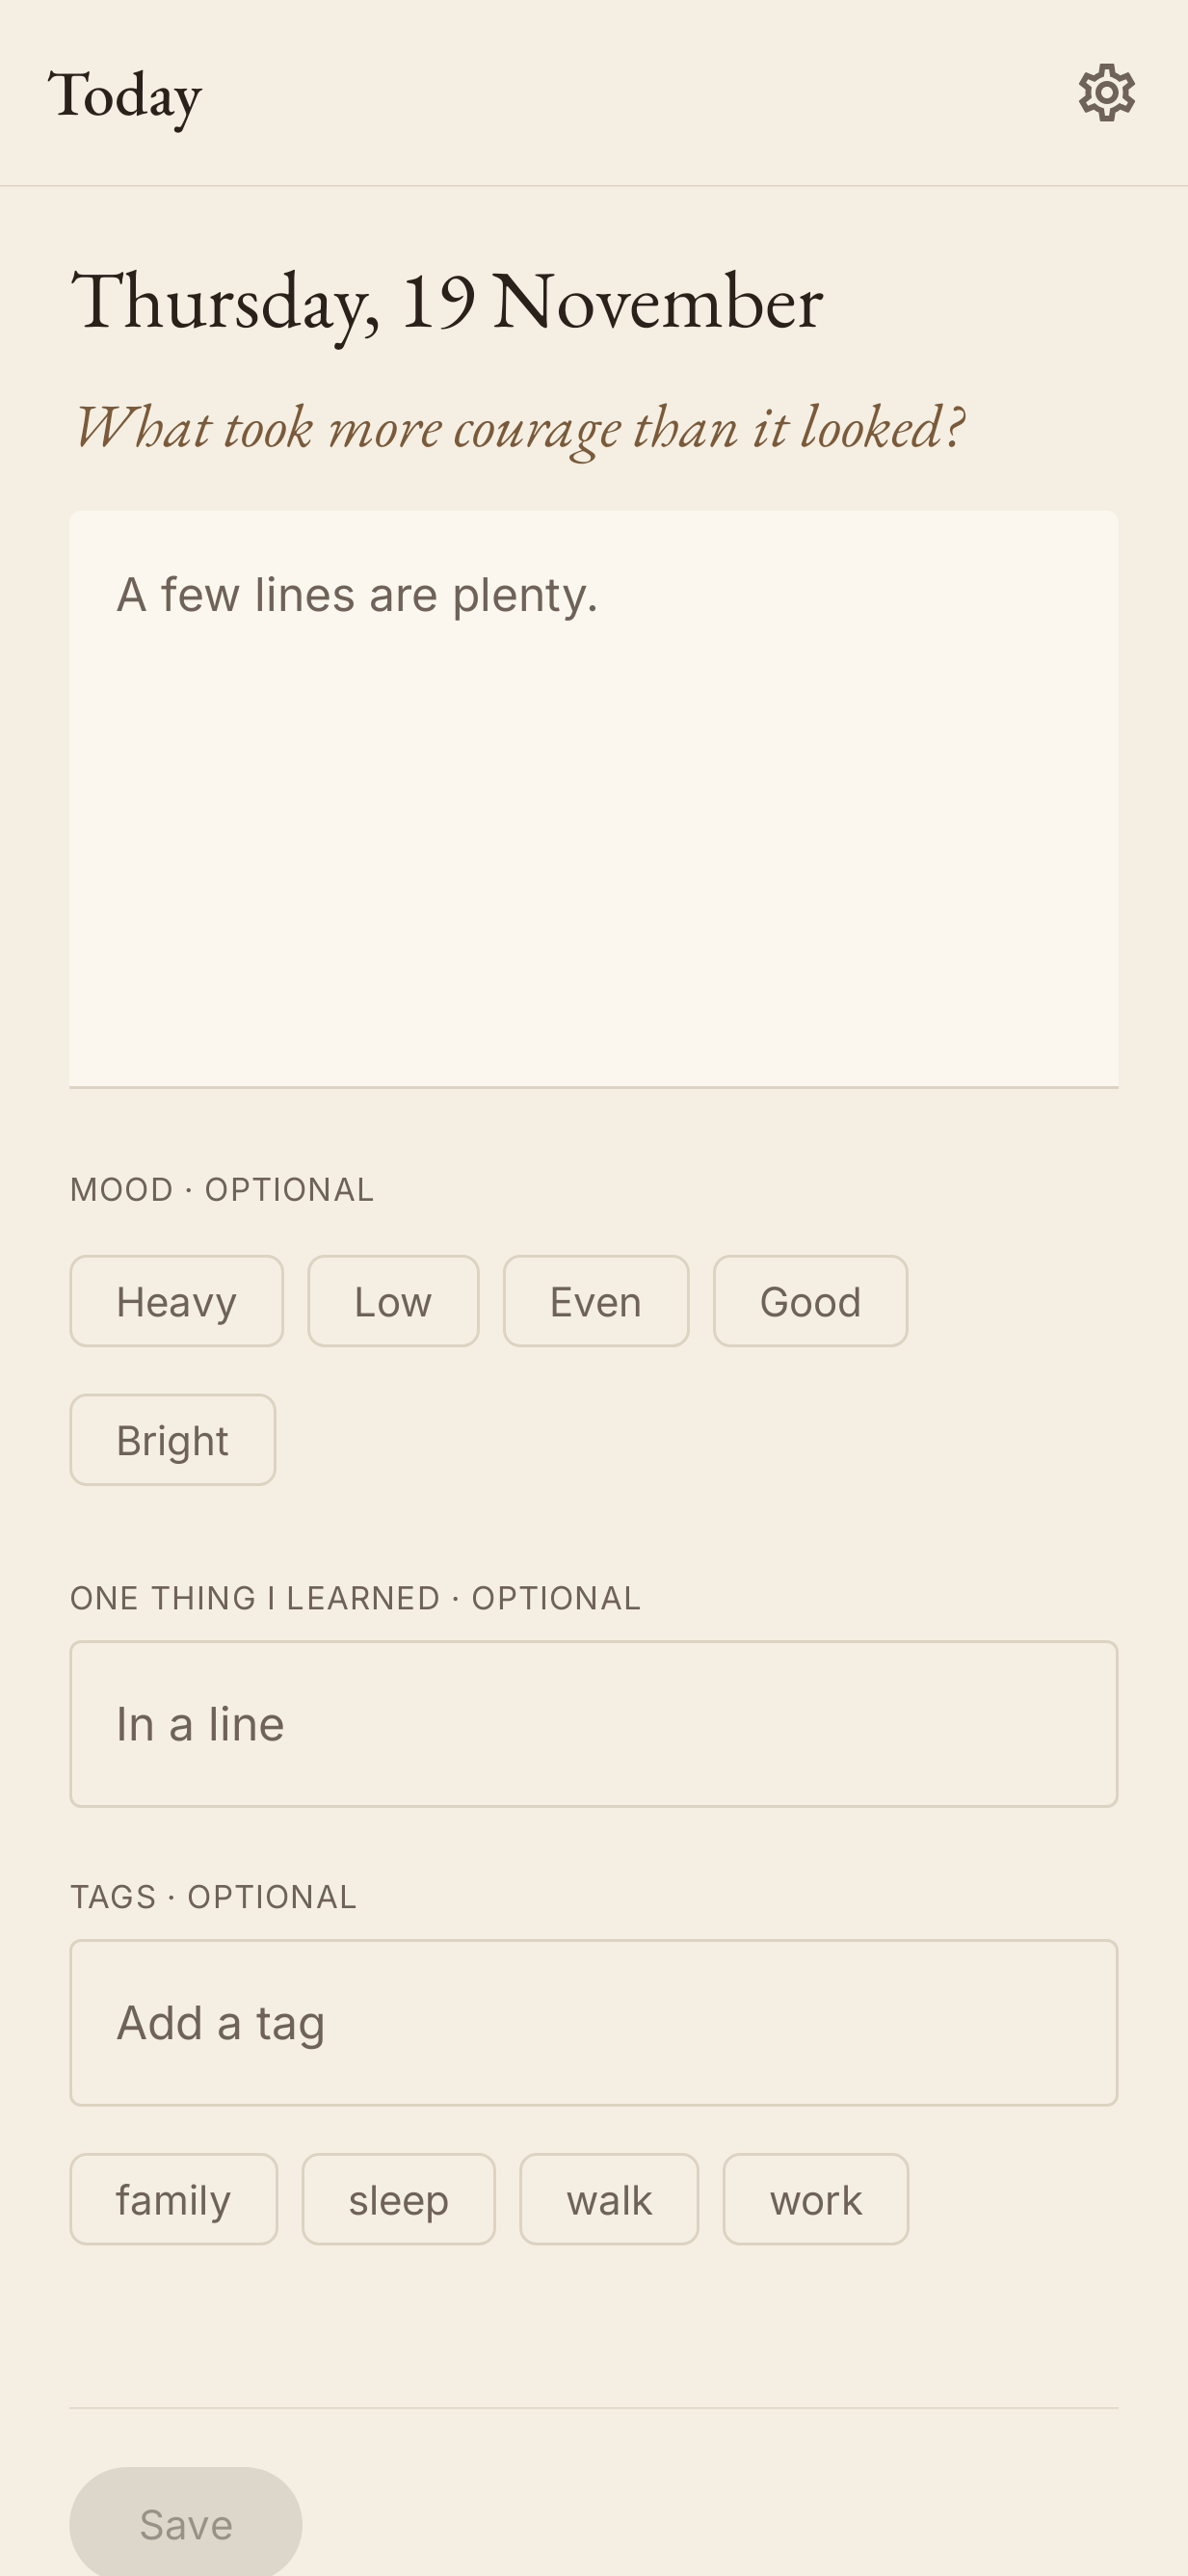 Today
Thursday, 19 November
What took more courage than it looked?
A few lines are plenty.
MOOD · OPTIONAL
Heavy Low Even Good
Bright
ONE THING I LEARNED · OPTIONAL
In a line
TAGS · OPTIONAL
Add a tag
family sleep walk work
Save